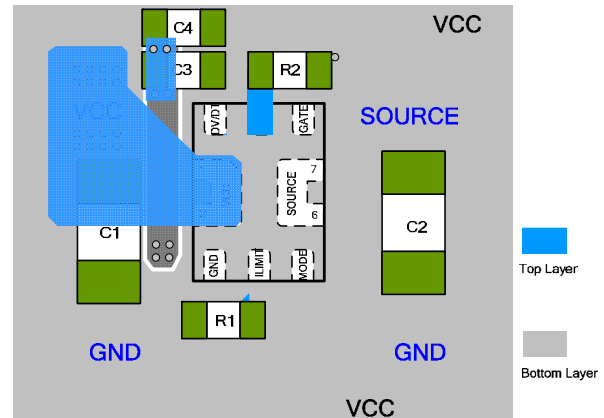 C4
VCC
C3
R2
VCC
DV/DT
GATE
SOURCE
7
SOURCE
6
C1
C2
GND
ILIMIT
MODE
Top Layer
R1
GND
GND
Bottom Layer
VCC